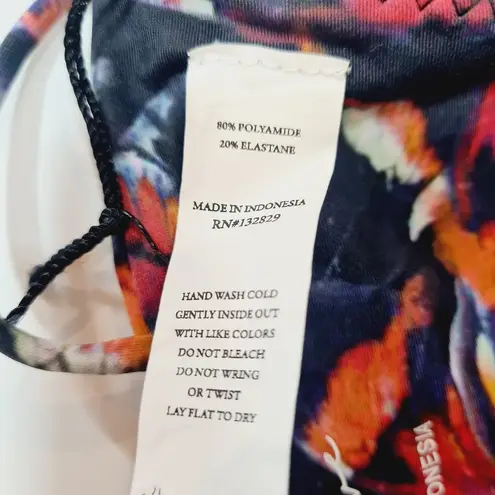 80% POLYAMIDE
20% ELASTANE
MADE IN INDONESIA
RN#132829
HAND WASH COLD
GENTLY INSIDE OUT
WITH LIKE COLORS
DO NOT BLEACH
DO NOT WRING
OR TWIST
LAY FLAT TO DRY
ONESIA